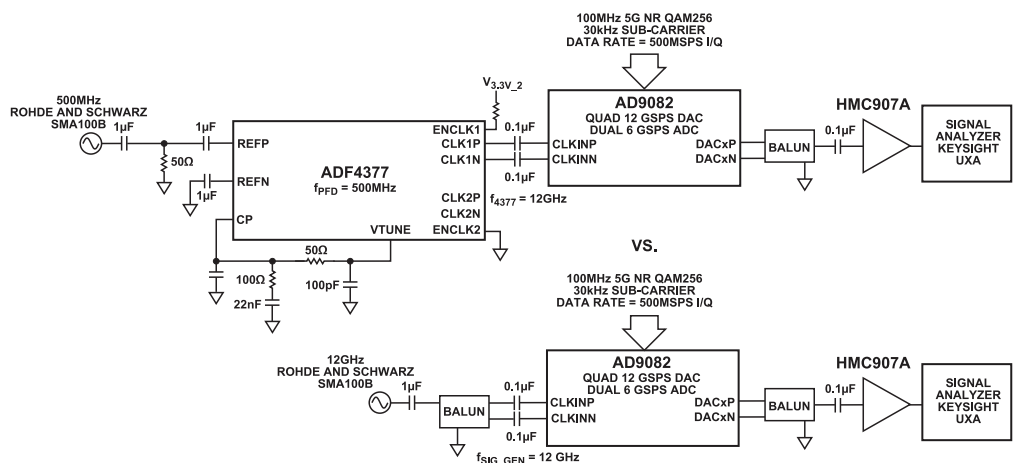 100MHz 5G NR QAM256
30kHz SUB-CARRIER
DATA RATE = 500MSPS I/Q
500MHz
ROHDE AND SCHWARZ
SMA100B
1µF
1µF
50Ω
1µF
REFP
REFN
CP
ADF4377
fPFD = 500MHz
VTUNE
ENCLK1
CLK1P
CLK1N
CLK2P
CLK2N
ENCLK2
V3.3V_2
0.1µF
0.1µF
f4377 = 12GHz
AD9082
QUAD 12 GSPS DAC
DUAL 6 GSPS ADC
CLKINP
CLKINN
DACxP
DACxN
BALUN
0.1µF
HMC907A
SIGNAL
ANALYZER
KEYSIGHT
UXA
50Ω
100Ω
22nF
100pF
VS.
100MHz 5G NR QAM256
30kHz SUB-CARRIER
DATA RATE = 500MSPS I/Q
12GHz
ROHDE AND SCHWARZ
SMA100B
1µF
BALUN
0.1µF
0.1µF
fSIG_GEN = 12 GHz
AD9082
QUAD 12 GSPS DAC
DUAL 6 GSPS ADC
CLKINP
CLKINN
DACxP
DACxN
BALUN
0.1µF
HMC907A
SIGNAL
ANALYZER
KEYSIGHT
UXA